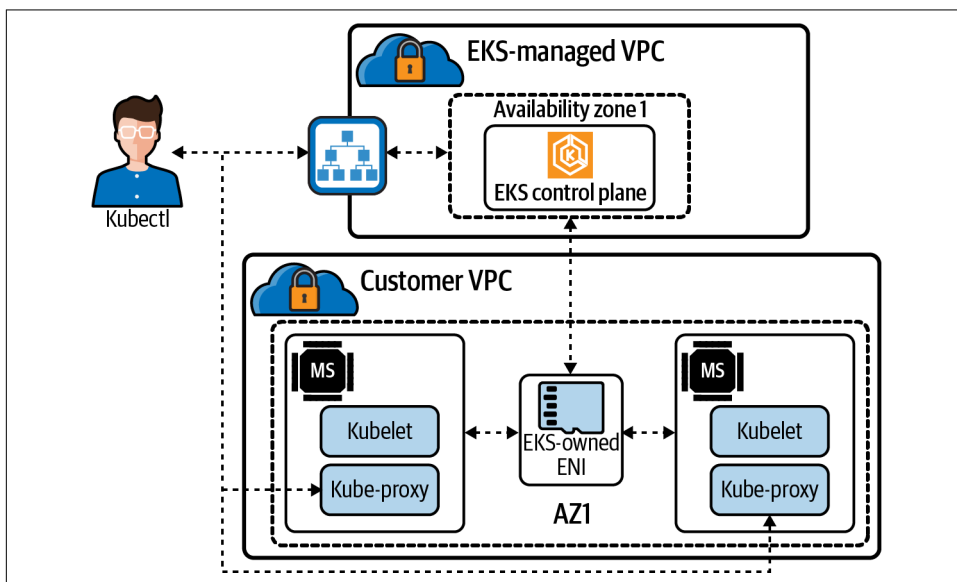 EKS-managed VPC
Availability zone 1
K
EKS control plane
Kubectl
Customer VPC
MS
Kubelet
Kube-proxy
EKS-owned
ENI
AZ1
MS
Kubelet
Kube-proxy